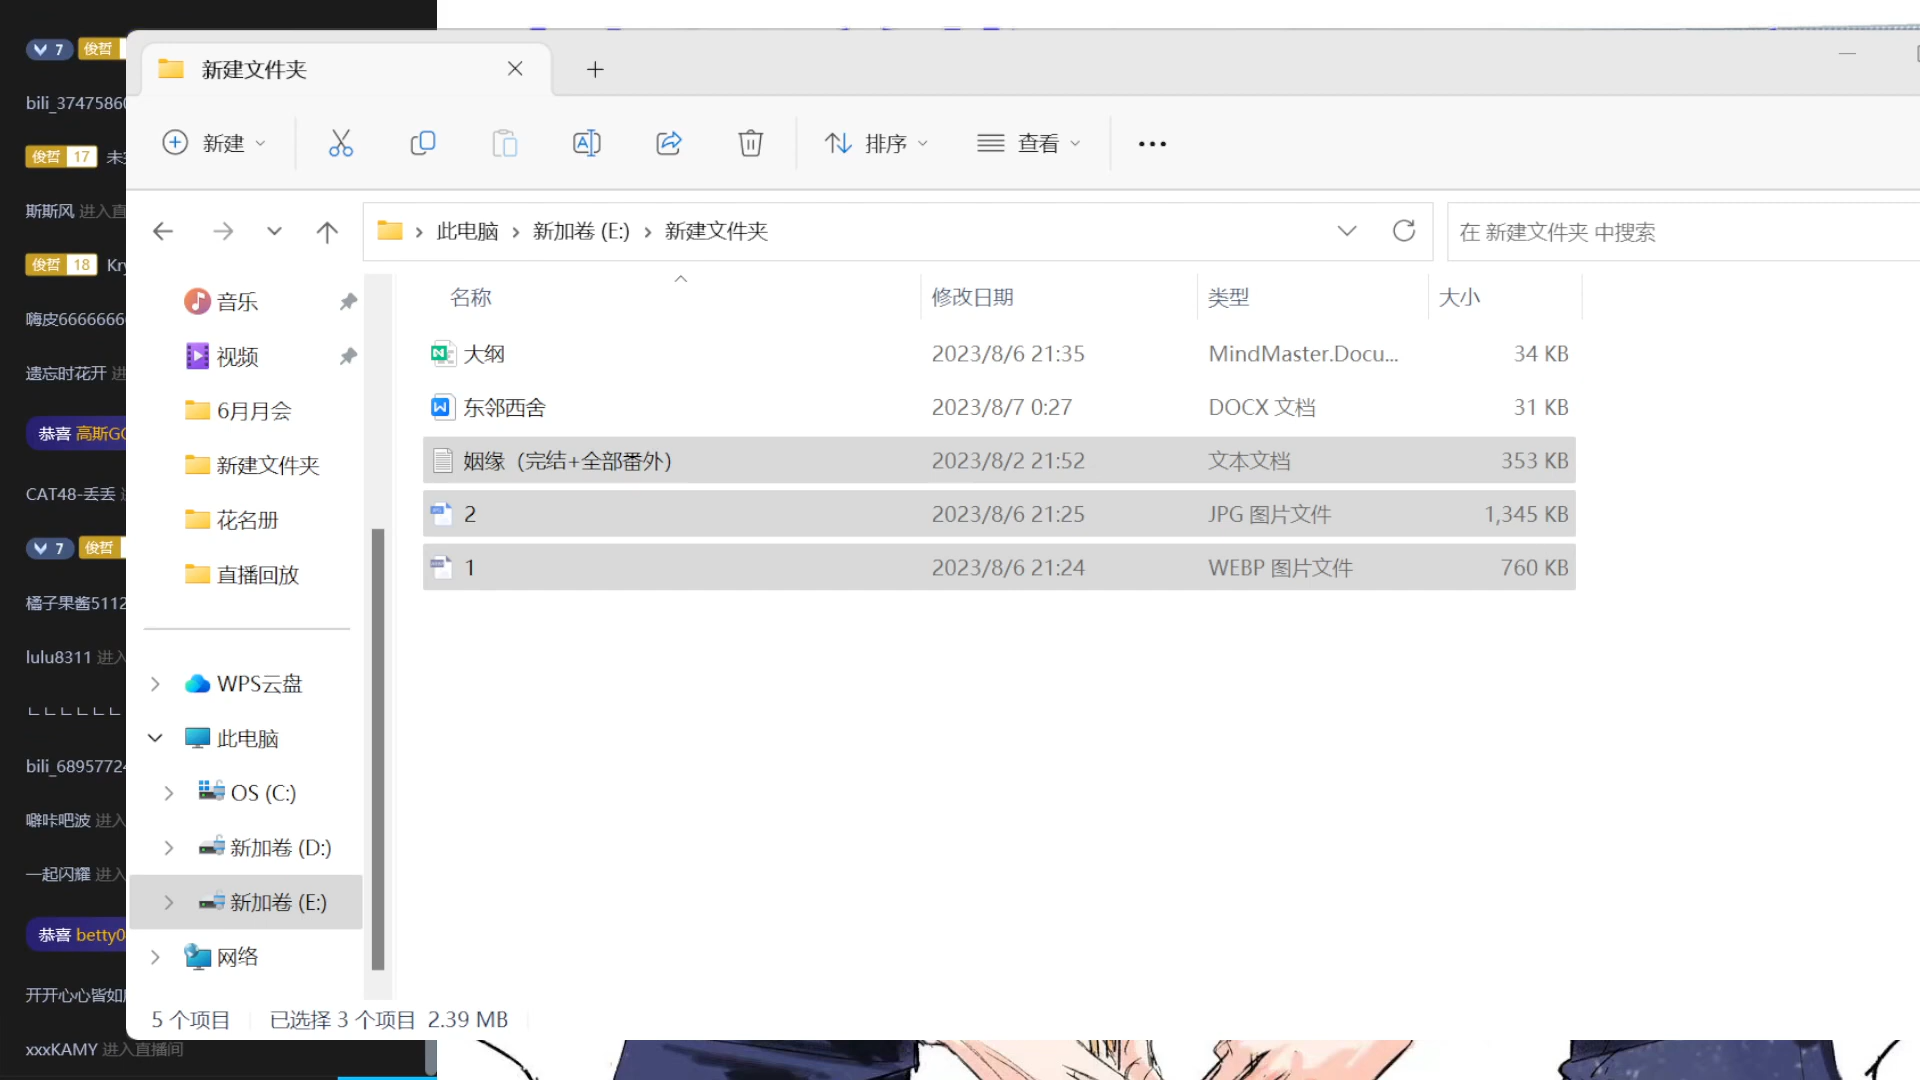 7 俊哲
bili_3747586
俊哲 17
斯斯风 进入直
俊哲 18 Kry
嗨皮6666666
遗忘时花开 进
恭喜 高斯G
CAT48-丢丢
7 俊哲
橘子果酱5112
lulu8311 进入
ㄴㄴㄴㄴㄴㄴ
bili_6895772
噼咔吧波 进入
一起闪耀 进入
恭喜 betty0
开开心心皆如
xxxKAMY 进入直播间
新建文件夹
新建
排序
查看
此电脑 新加卷 (E:) 新建文件夹
在 新建文件夹 中搜索
音乐
视频
6月月会
新建文件夹
花名册
直播回放
WPS云盘
此电脑
OS (C:)
新加卷 (D:)
新加卷 (E:)
网络
名称 修改日期 类型 大小
大纲 2023/8/6 21:35 MindMaster.Docu... 34 KB
东邻西舍 2023/8/7 0:27 DOCX 文档 31 KB
姻缘（完结+全部番外） 2023/8/2 21:52 文本文档 353 KB
2 2023/8/6 21:25 JPG 图片文件 1,345 KB
1 2023/8/6 21:24 WEBP 图片文件 760 KB
5 个项目 已选择 3 个项目 2.39 MB